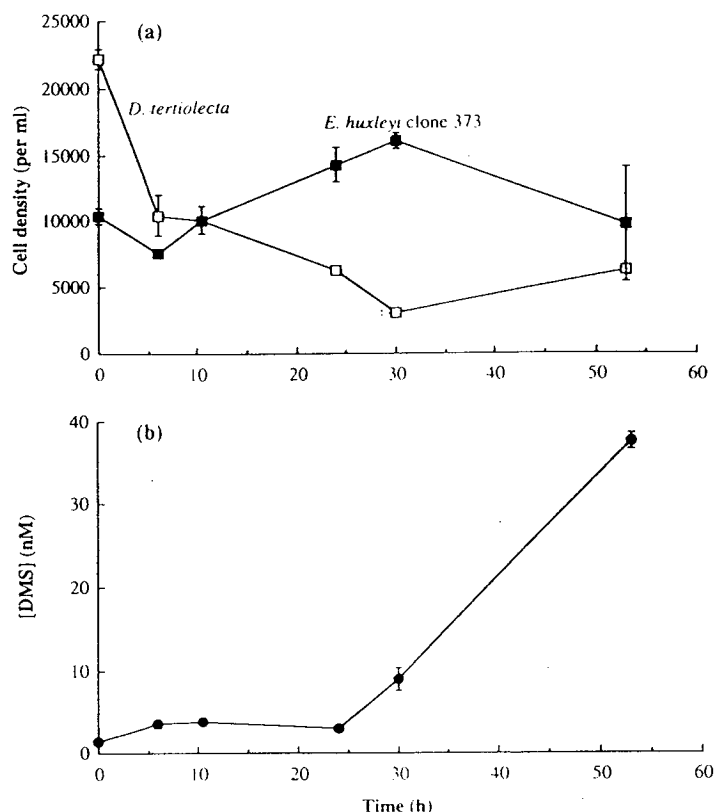 (a)
25000
20000
15000
10000
5000
0
Cell density (per ml)
D. tertiolecta
E. huxleyi clone 373
0 10 20 30 40 50 60
(b)
40
30
20
10
0
[DMS] (nM)
0 10 20 30 40 50 60
Time (h)